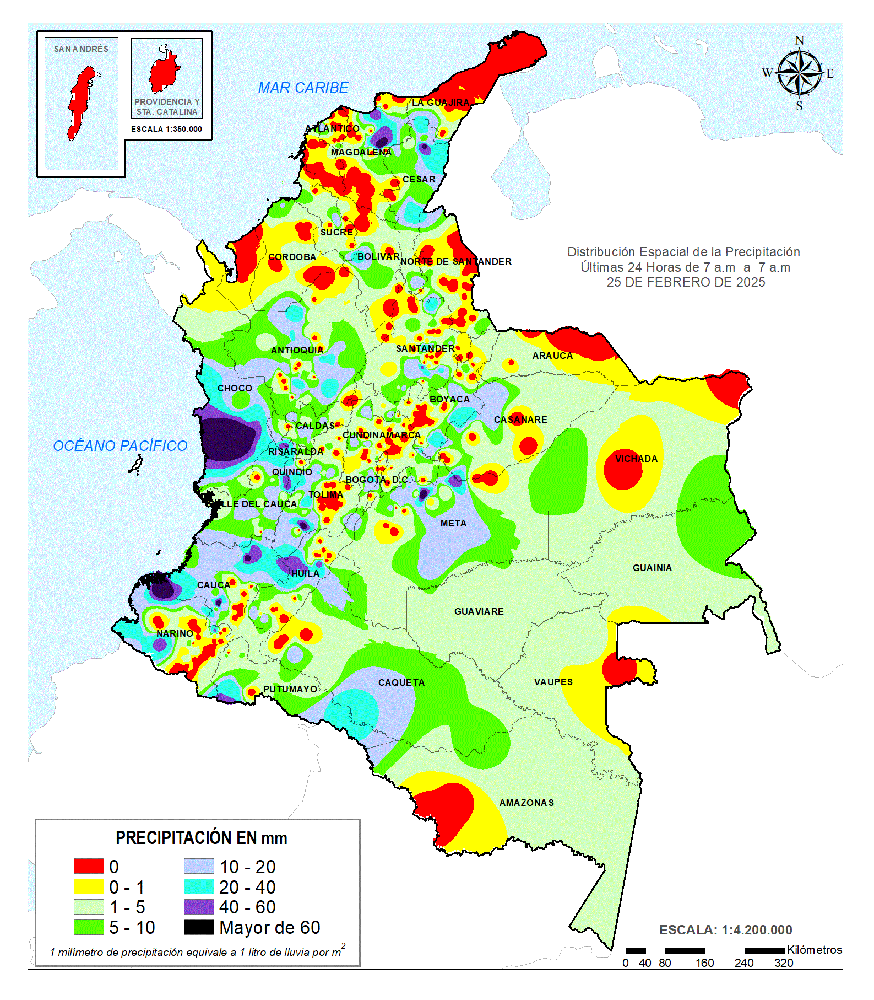 SAN ANDRÉS
PROVIDENCIA Y
STA. CATALINA
ESCALA 1:350.000
MAR CARIBE
N
W
E
S
LA GUAJIRA
ATLANTICO
MAGDALENA
CESAR
SUCRE
CORDOBA
BOLIVAR
NORTE DE SANTANDER
Distribución Espacial de la Precipitación
Últimas 24 Horas de 7 a.m a 7 a.m
25 DE FEBRERO DE 2025
ANTIOQUIA
SANTANDER
ARAUCA
CHOCO
BOYACA
CASANARE
CALDAS
CUNDINAMARCA
OCÉANO PACÍFICO
RISARALDA
VICHADA
QUINDIO
BOGOTA, D.C.
TOLIMA
LLE DEL CAUCA
META
GUAINIA
HUILA
CAUCA
GUAVIARE
NARINO
CAQUETA
VAUPES
PUTUMAYO
AMAZONAS
PRECIPITACIÓN EN mm
0
10 - 20
0 - 1
20 - 40
1 - 5
40 - 60
5 - 10
Mayor de 60
1 milímetro de precipitación equivale a 1 litro de lluvia por m2
ESCALA: 1:4.200.000
Kilómetros
0 40 80 160 240 320